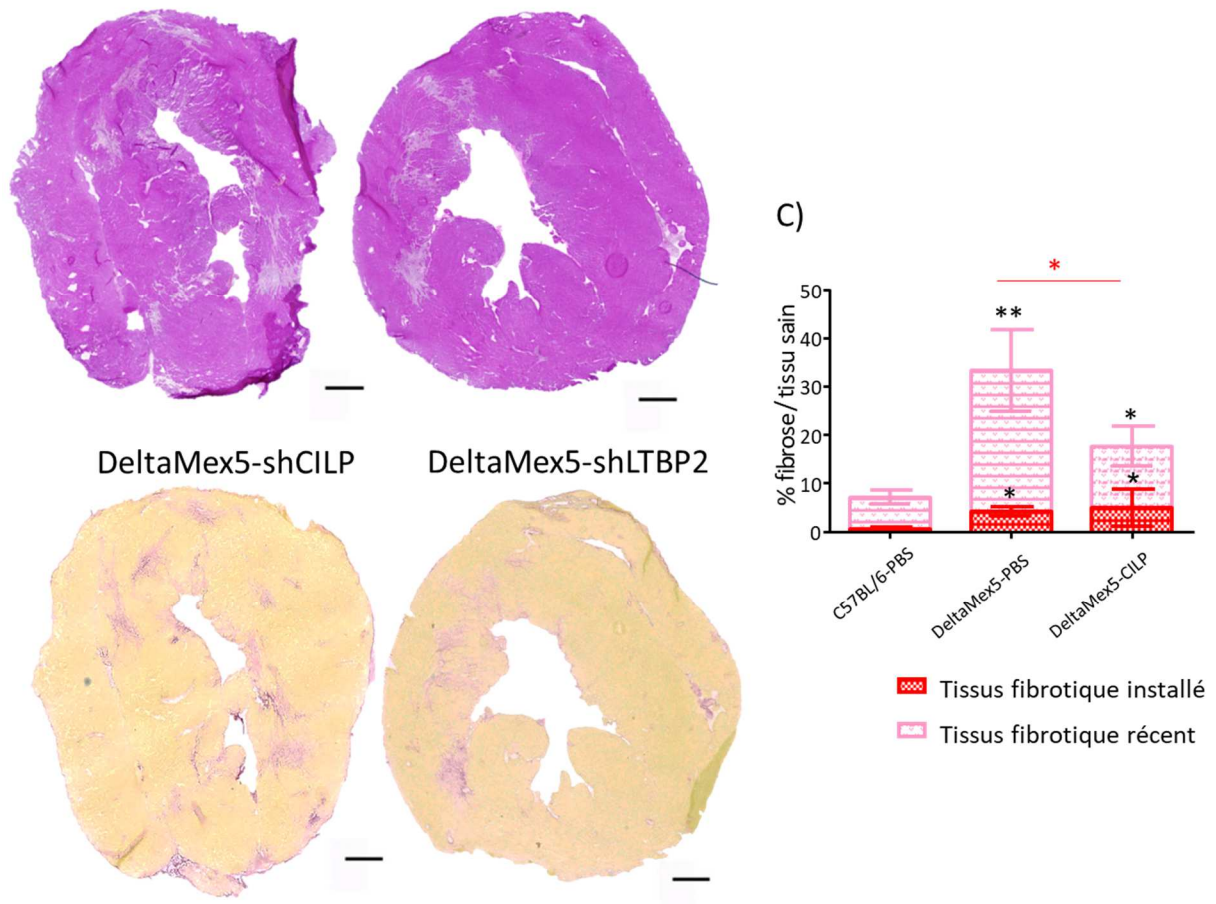 DeltaMex5-shCILP
DeltaMex5-shLTBP2
C)
*
% fibrose/tissu sain
50
40
30
20
10
0
**
*
*
*
C57BL/6-PBS
DeltaMex5-PBS
DeltaMex5-CILP
Tissus fibrotique installé
Tissus fibrotique récent